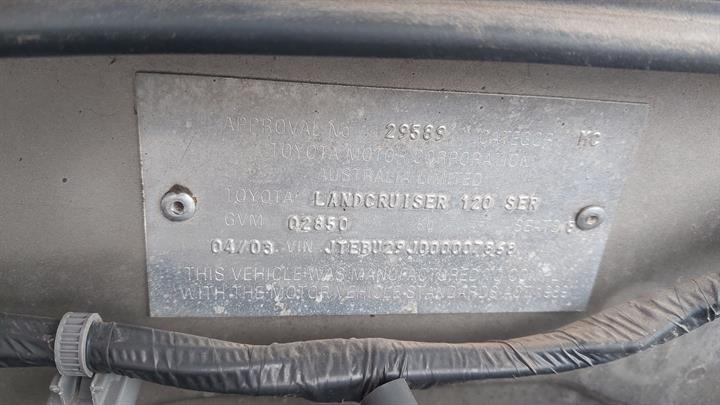 APPROVAL No. 29589 CATEGORY MC
TOYOTA MOTOR CORPORATION
AUSTRALIA LIMITED
TOYOTA LANDCRUISER 120 SER
GVM 02850 KG SEATS 8
04/03 VIN
THIS VEHICLE WAS MANUFACTURED TO COMPLY
WITH THE MOTOR VEHICLE STANDARDS ACT 1989